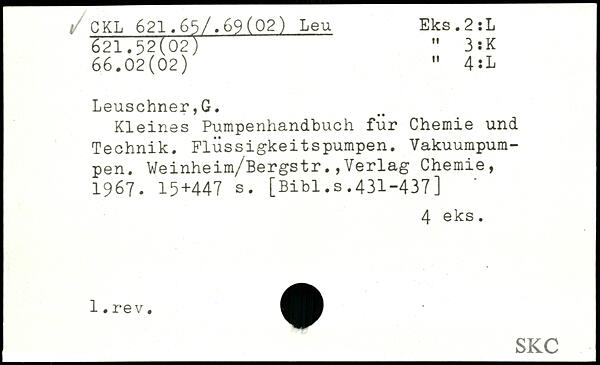 ✓ CKL 621.65/.69(02) Leu Eks.2:L
621.52(02) " 3:K
66.02(02) " 4:L
Leuschner,G.
Kleines Pumpenhandbuch für Chemie und
Technik. Flüssigkeitspumpen. Vakuumpum-
pen. Weinheim/Bergstr.,Verlag Chemie,
1967. 15+447 s. [Bibl.s.431-437]
4 eks.
1.rev.
SKC